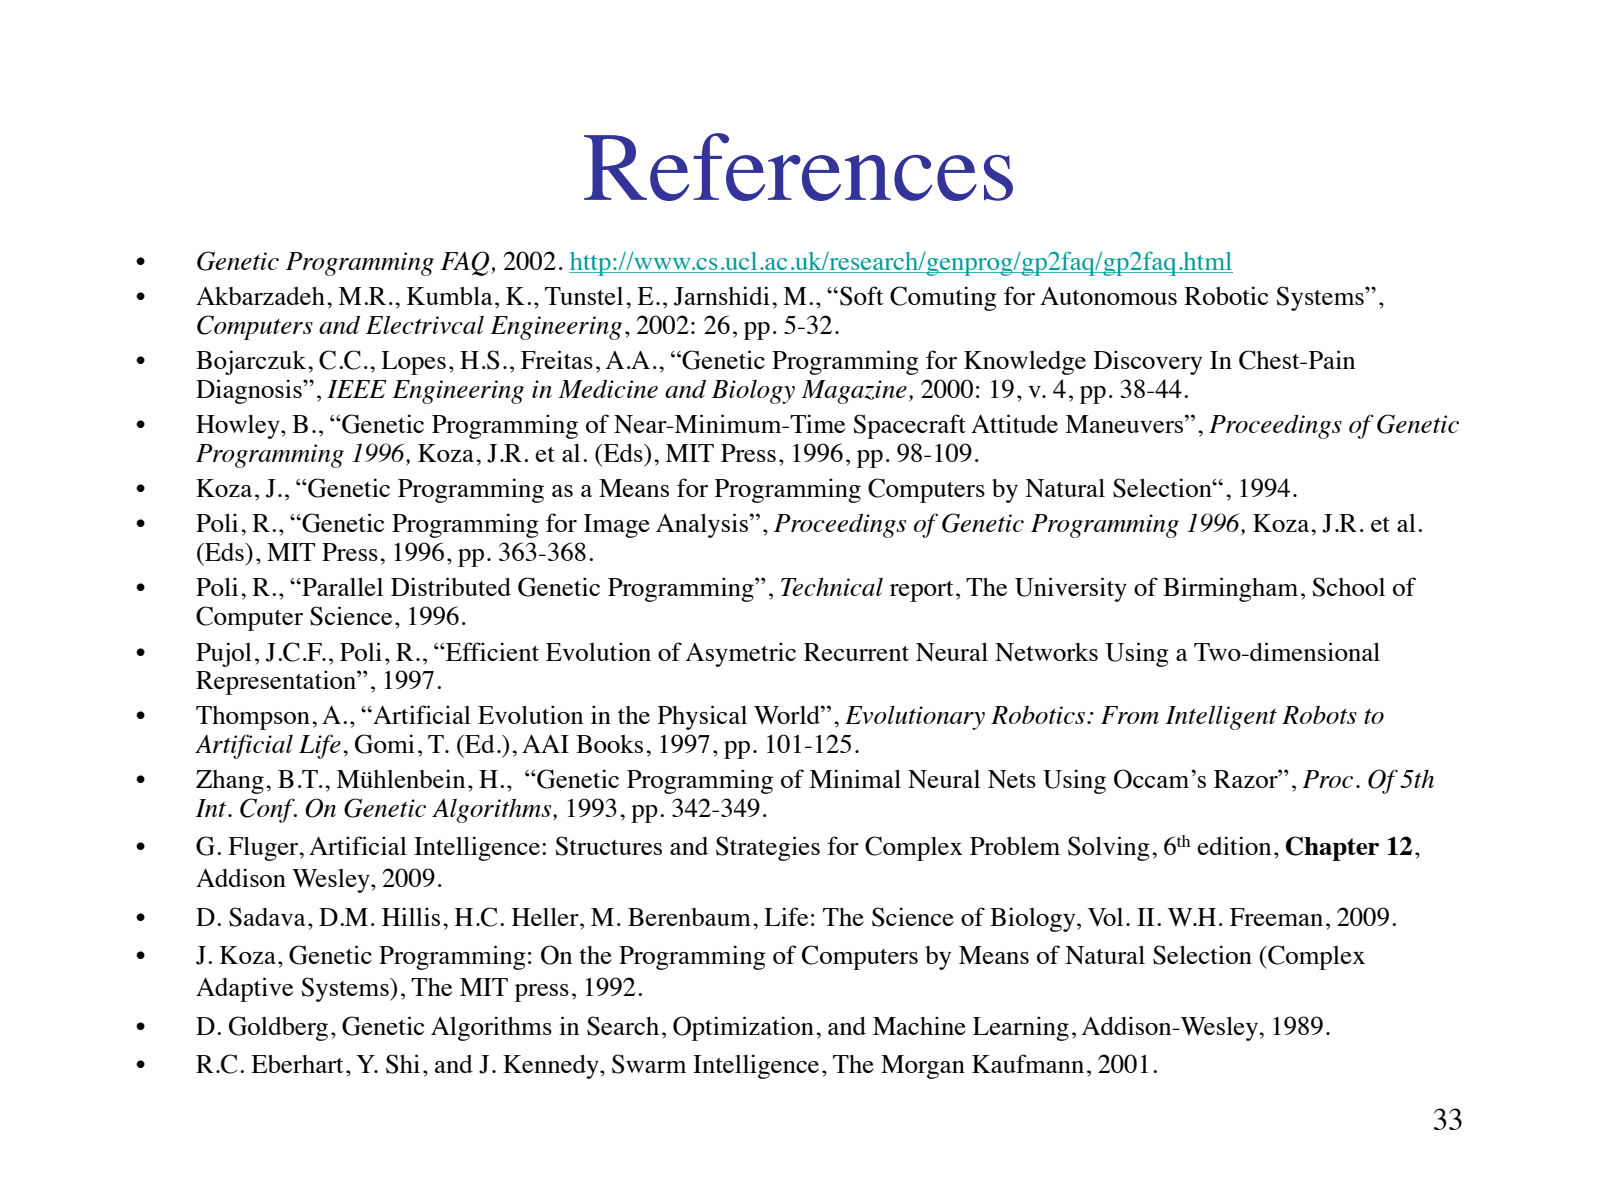 References
• Genetic Programming FAQ, 2002. http://www.cs.ucl.ac.uk/research/genprog/gp2faq/gp2faq.html
• Akbarzadeh, M.R., Kumbla, K., Tunstel, E., Jarnshidi, M., “Soft Comuting for Autonomous Robotic Systems”,
Computers and Electrivcal Engineering, 2002: 26, pp. 5-32.
• Bojarczuk, C.C., Lopes, H.S., Freitas, A.A., “Genetic Programming for Knowledge Discovery In Chest-Pain
Diagnosis”, IEEE Engineering in Medicine and Biology Magazine, 2000: 19, v. 4, pp. 38-44.
• Howley, B., “Genetic Programming of Near-Minimum-Time Spacecraft Attitude Maneuvers”, Proceedings of Genetic
Programming 1996, Koza, J.R. et al. (Eds), MIT Press, 1996, pp. 98-109.
• Koza, J., “Genetic Programming as a Means for Programming Computers by Natural Selection“, 1994.
• Poli, R., “Genetic Programming for Image Analysis”, Proceedings of Genetic Programming 1996, Koza, J.R. et al.
(Eds), MIT Press, 1996, pp. 363-368.
• Poli, R., “Parallel Distributed Genetic Programming”, Technical report, The University of Birmingham, School of
Computer Science, 1996.
• Pujol, J.C.F., Poli, R., “Efficient Evolution of Asymetric Recurrent Neural Networks Using a Two-dimensional
Representation”, 1997.
• Thompson, A., “Artificial Evolution in the Physical World”, Evolutionary Robotics: From Intelligent Robots to
Artificial Life, Gomi, T. (Ed.), AAI Books, 1997, pp. 101-125.
• Zhang, B.T., Mühlenbein, H., “Genetic Programming of Minimal Neural Nets Using Occam’s Razor”, Proc. Of 5th
Int. Conf. On Genetic Algorithms, 1993, pp. 342-349.
• G. Fluger, Artificial Intelligence: Structures and Strategies for Complex Problem Solving, 6th edition, Chapter 12,
Addison Wesley, 2009.
• D. Sadava, D.M. Hillis, H.C. Heller, M. Berenbaum, Life: The Science of Biology, Vol. II. W.H. Freeman, 2009.
• J. Koza, Genetic Programming: On the Programming of Computers by Means of Natural Selection (Complex
Adaptive Systems), The MIT press, 1992.
• D. Goldberg, Genetic Algorithms in Search, Optimization, and Machine Learning, Addison-Wesley, 1989.
• R.C. Eberhart, Y. Shi, and J. Kennedy, Swarm Intelligence, The Morgan Kaufmann, 2001.
33